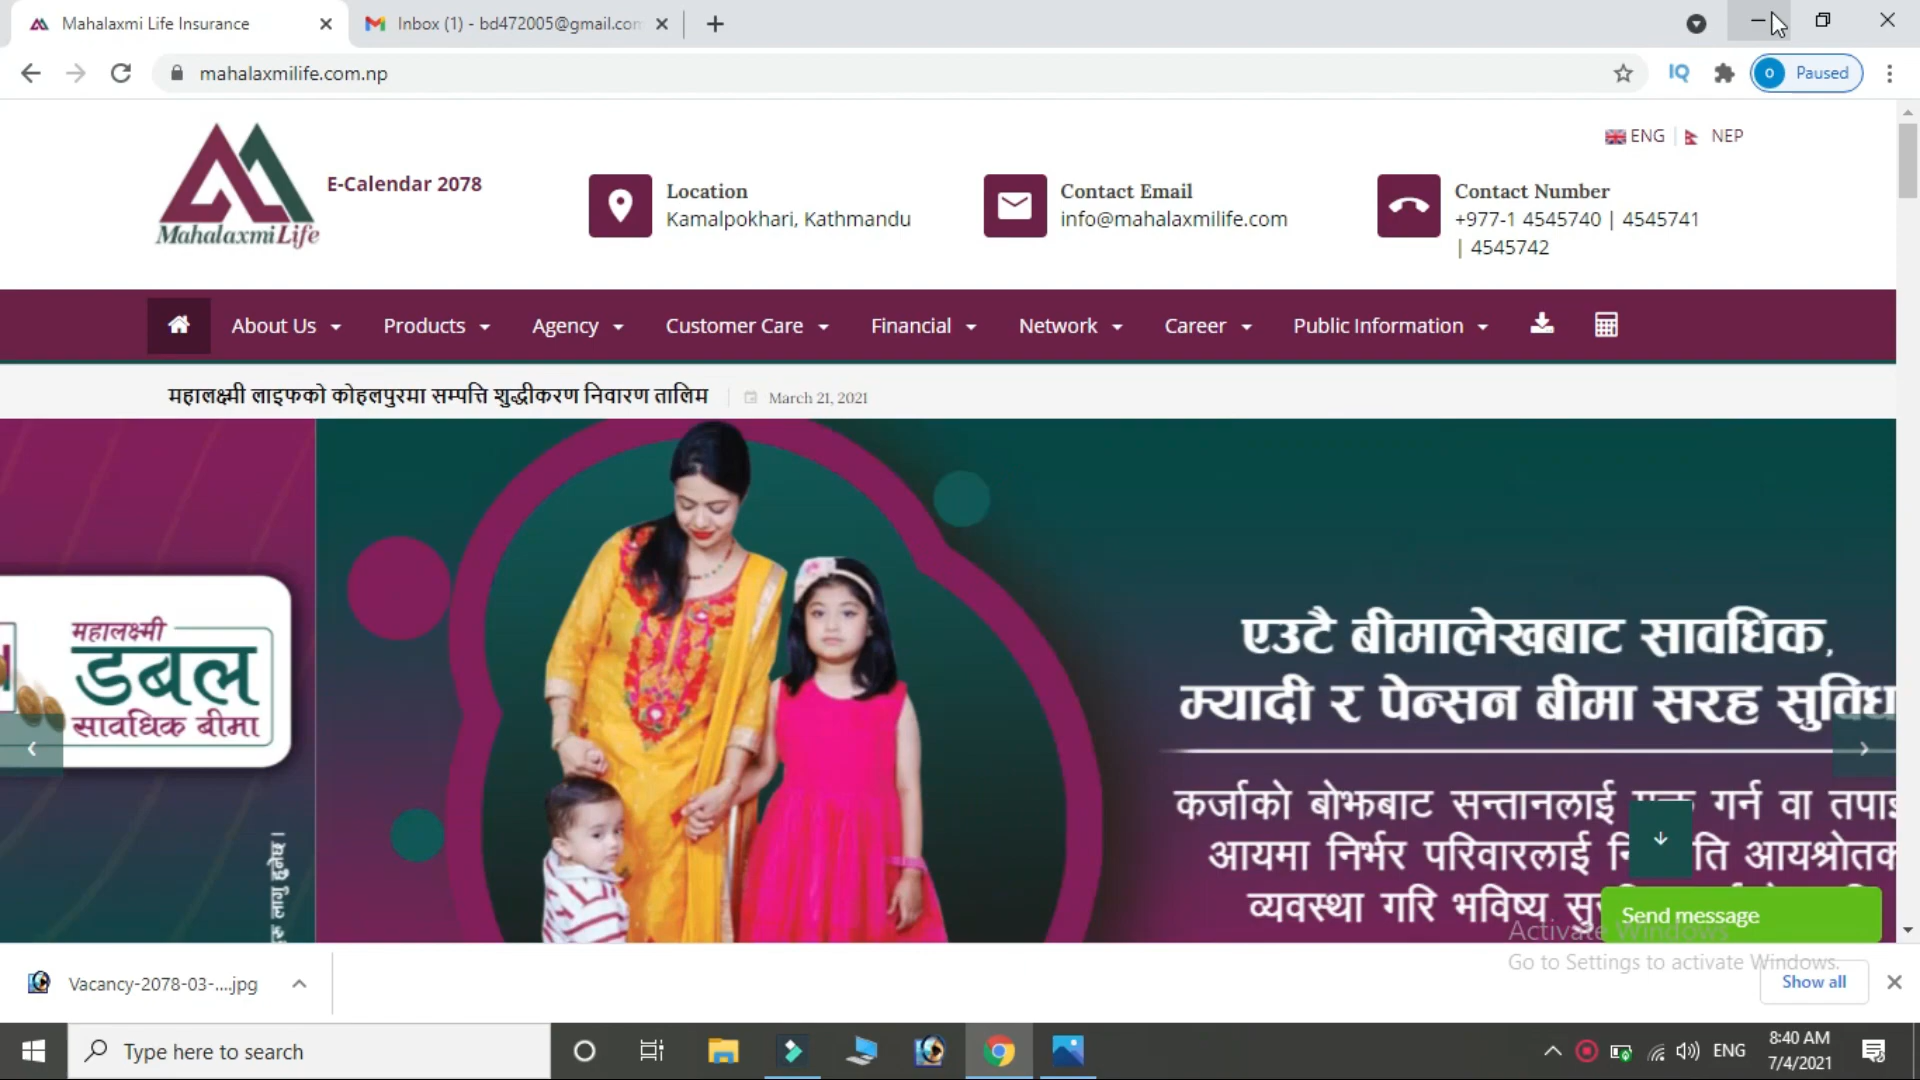 Mahalaxmi Life Insurance
Inbox (1) - bd472005@gmail.con
mahalaxmilife.com.np
IQ
Paused
ENG
NEP
MahalaxmiLife
E-Calendar 2078
Location
Kamalpokhari, Kathmandu
Contact Email
info@mahalaxmilife.com
Contact Number
+977-1 4545740 | 4545741
| 4545742
About Us
Products
Agency
Customer Care
Financial
Network
Career
Public Information
महालक्ष्मी लाइफको कोहलपुरमा सम्पत्ति शुद्धीकरण निवारण तालिम
March 21, 2021
महालक्ष्मी
डबल
सावधिक बीमा
लागु हुनेछ ।
एउटै बीमालेखबाट सावधिक,
म्यादी र पेन्सन बीमा सरह सुविध
कर्जाको बोझबाट सन्तानलाई गर्न वा
आयमा निर्भर परिवारलाई
व्यवस्था गरि भविष्य
Send message
Activate Windows
Go to Settings to activate Windows.
Vacancy-2078-03-....jpg
Show all
Type here to search
ENG
8:40 AM
7/4/2021